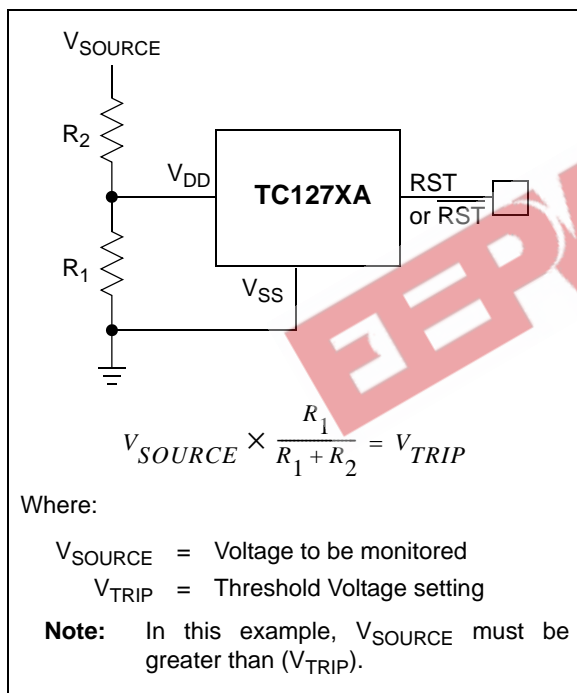 VSOURCE
R2
VDD
TC127XA
RST
or RST
R1
VSS
VSOURCE × R1 / (R1 + R2) = VTRIP
Where:
VSOURCE = Voltage to be monitored
VTRIP = Threshold Voltage setting
Note: In this example, VSOURCE must be
greater than (VTRIP).